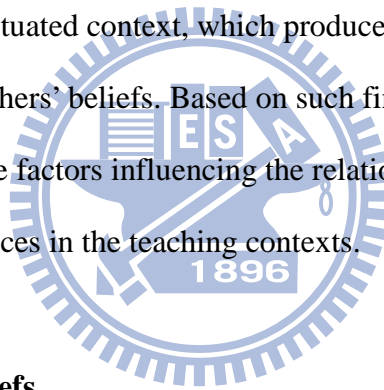 tuated context, which produce
hers’ beliefs. Based on such fi
ES A
e factors influencing the relatio
ces in the teaching contexts.
1896
efs